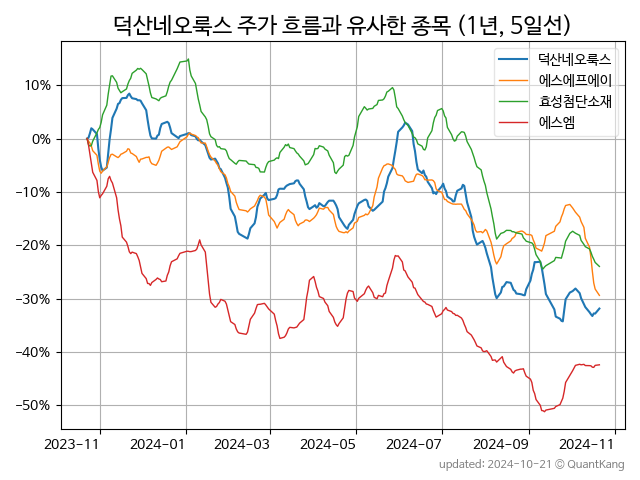 덕산네오룩스 주가 흐름과 유사한 종목 (1년, 5일선)
덕산네오룩스
에스에프에이
효성첨단소재
에스엠
10%
0%
-10%
-20%
-30%
-40%
-50%
2023-11
2024-01
2024-03
2024-05
2024-07
2024-09
2024-11
updated: 2024-10-21 © QuantKang